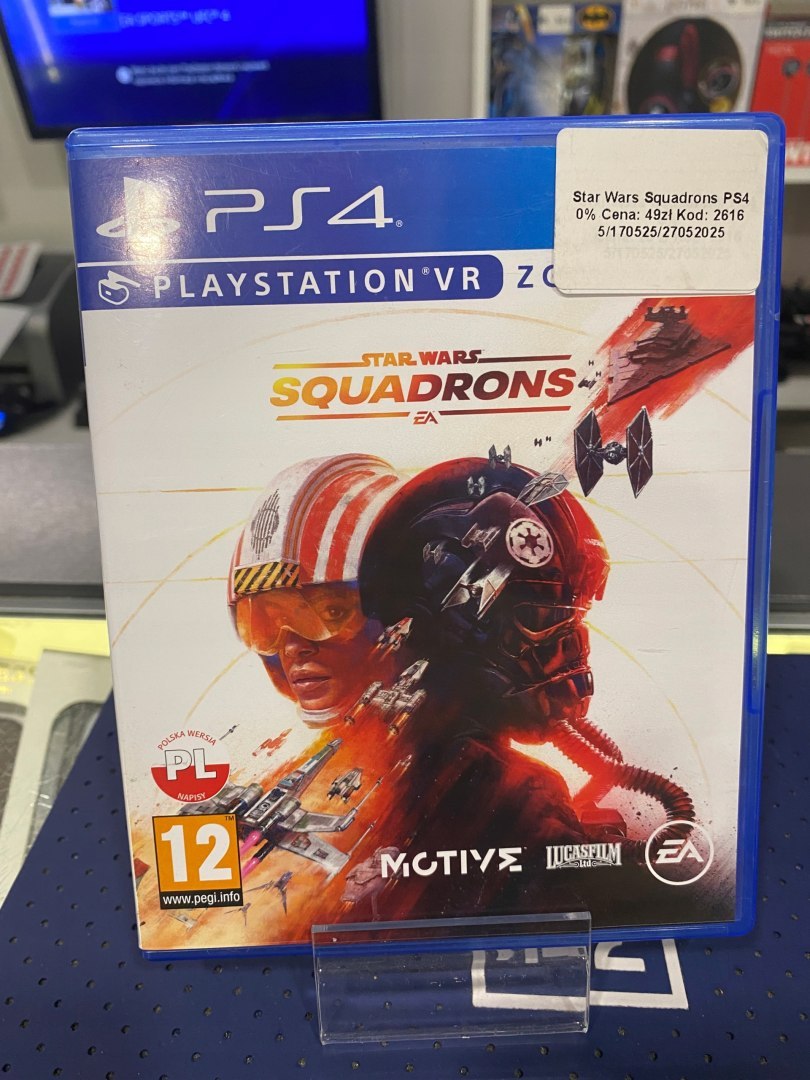 PS4
Star Wars Squadrons PS4
0% Cena: 49zł Kod: 2616
5/170525/27052025
PLAYSTATION®VR
STAR WARS
SQUADRONS
EA
POLSKA WERSJA
PL
NAPISY
12
www.pegi.info
MOTIVE
LUCASFILM
Ltd
EA